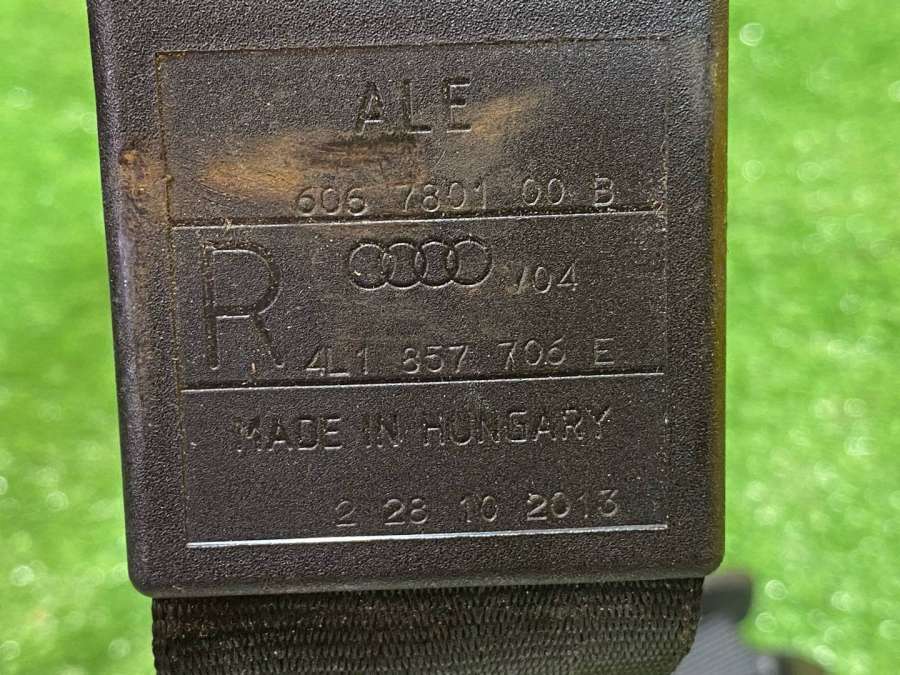 ALE
606 7801 00 B
R V04
4L1 857 706 E
MADE IN HUNGARY
2 28 10 2013